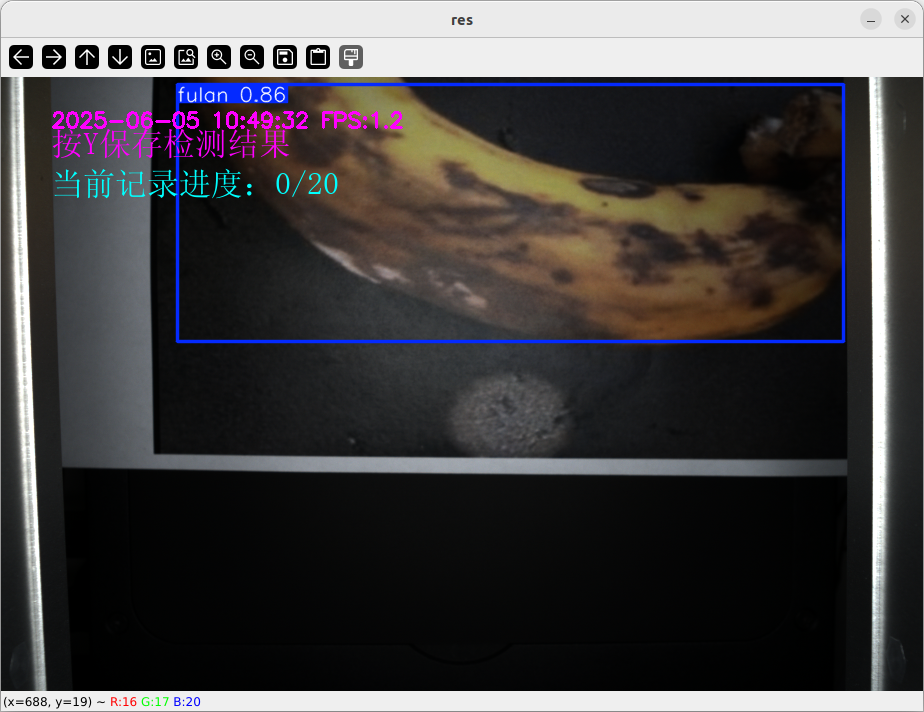 res
fulan 0.86
2025-06-05 10:49:32 FPS:1.2
按Y保存检测结果
当前记录进度：0/20
(x=688, y=19) ~ R:16 G:17 B:20